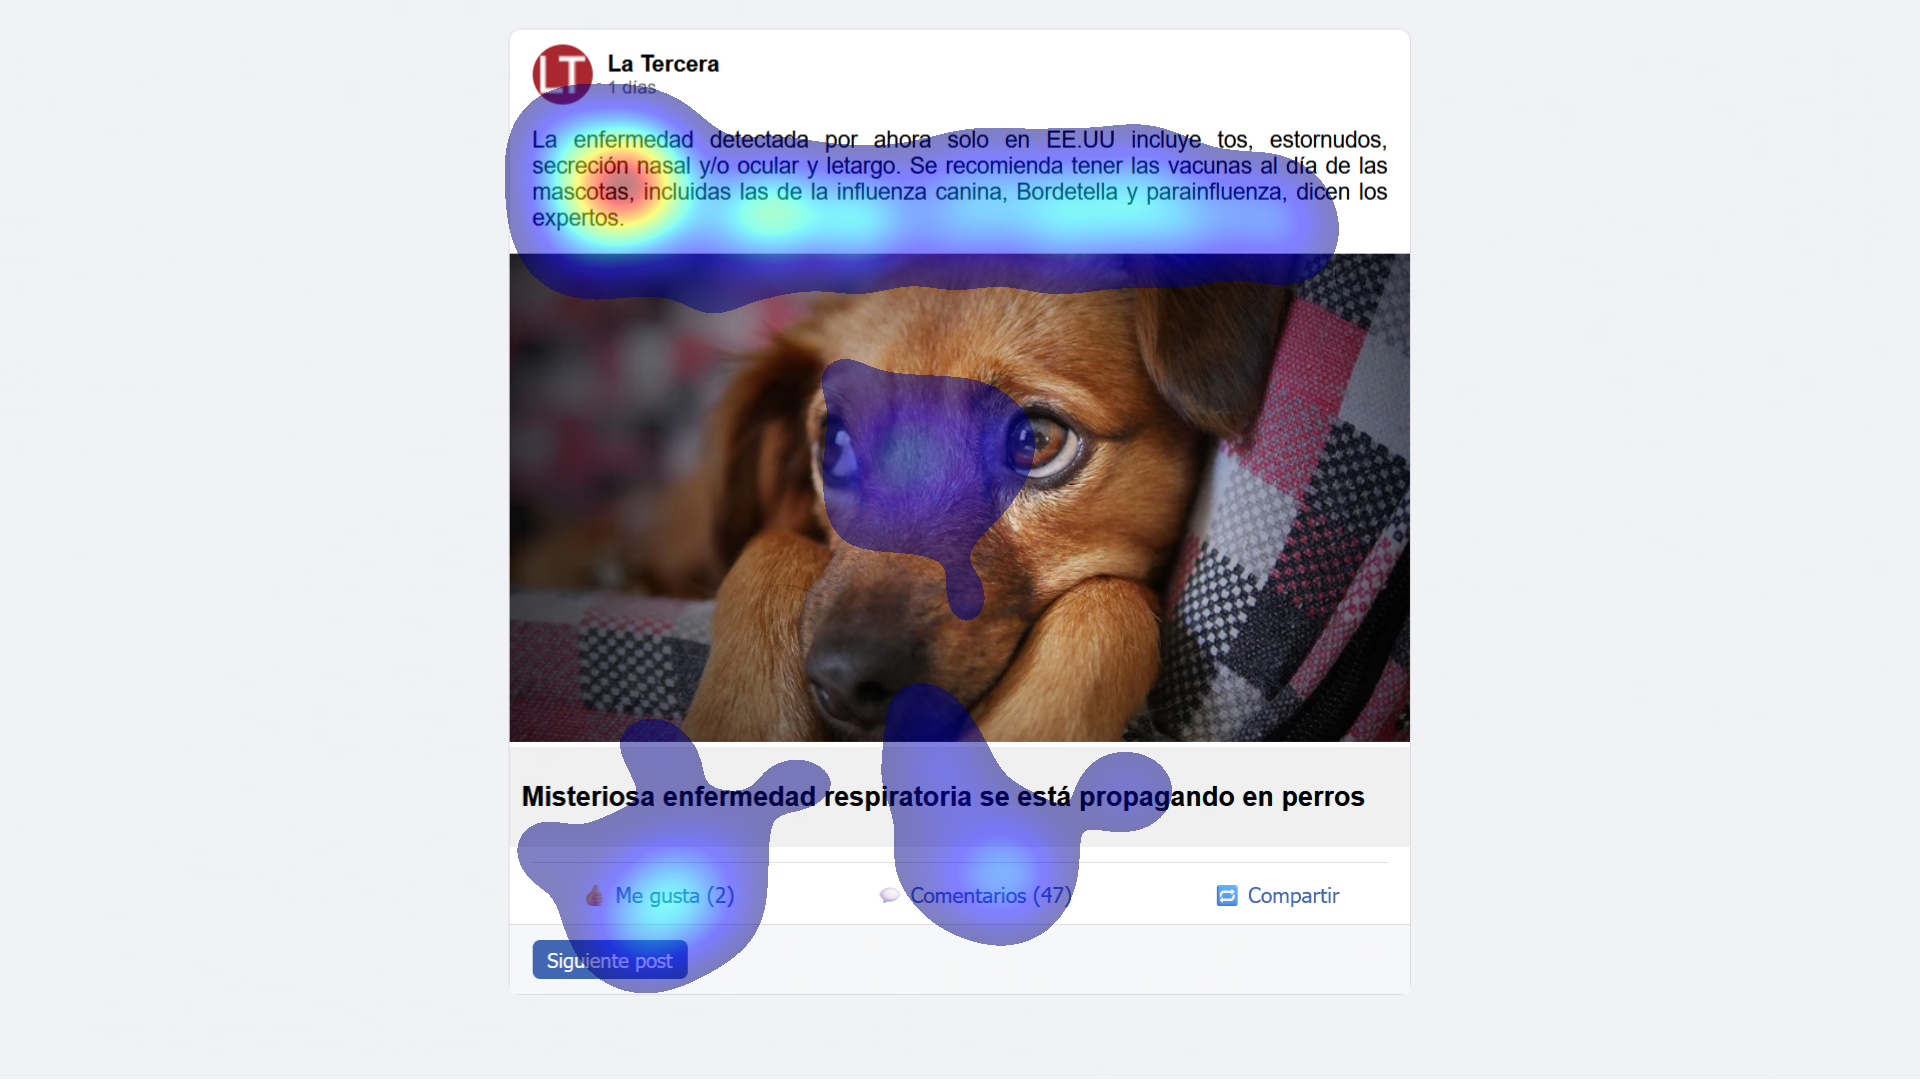 LT
La Tercera
1 días
La enfermedad detectada por ahora solo en EE.UU incluye tos, estornudos,
secreción nasal y/o ocular y letargo. Se recomienda tener las vacunas al día de las
mascotas, incluidas las de la influenza canina, Bordetella y parainfluenza, dicen los
expertos.
Misteriosa enfermedad respiratoria se está propagando en perros
👍 Me gusta (2) 💬 Comentarios (47) 🔁 Compartir
Siguiente post